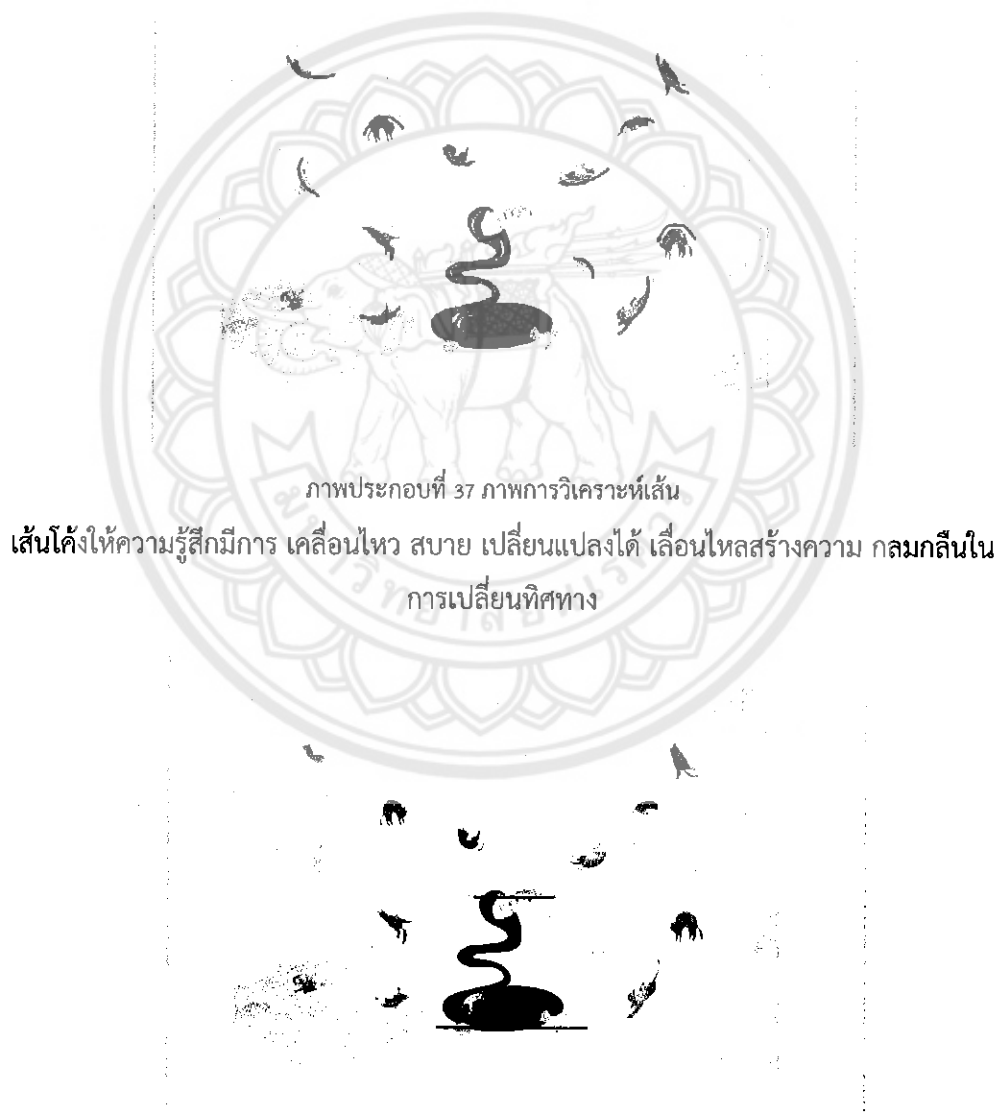 ภาพประกอบที่ 37 ภาพการวิเคราะห์เส้น
เส้นโค้งให้ความรู้สึกมีการ เคลื่อนไหว สบาย เปลี่ยนแปลงได้ เลื่อนไหลสร้างความ กลมกลืนใน
การเปลี่ยนทิศทาง